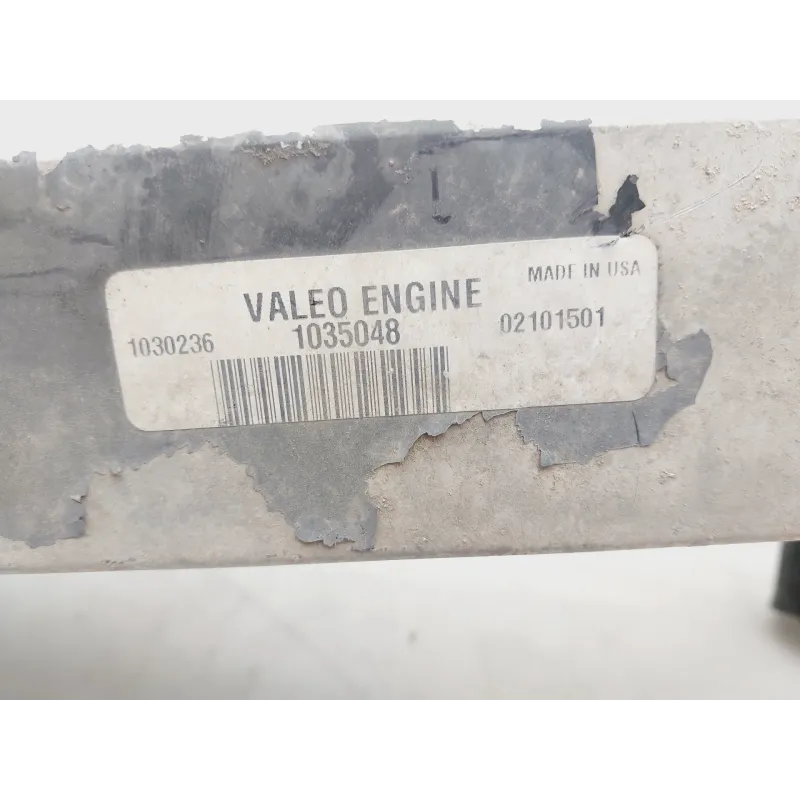 MADE IN USA
VALEO ENGINE
1030236 1035048 02101501